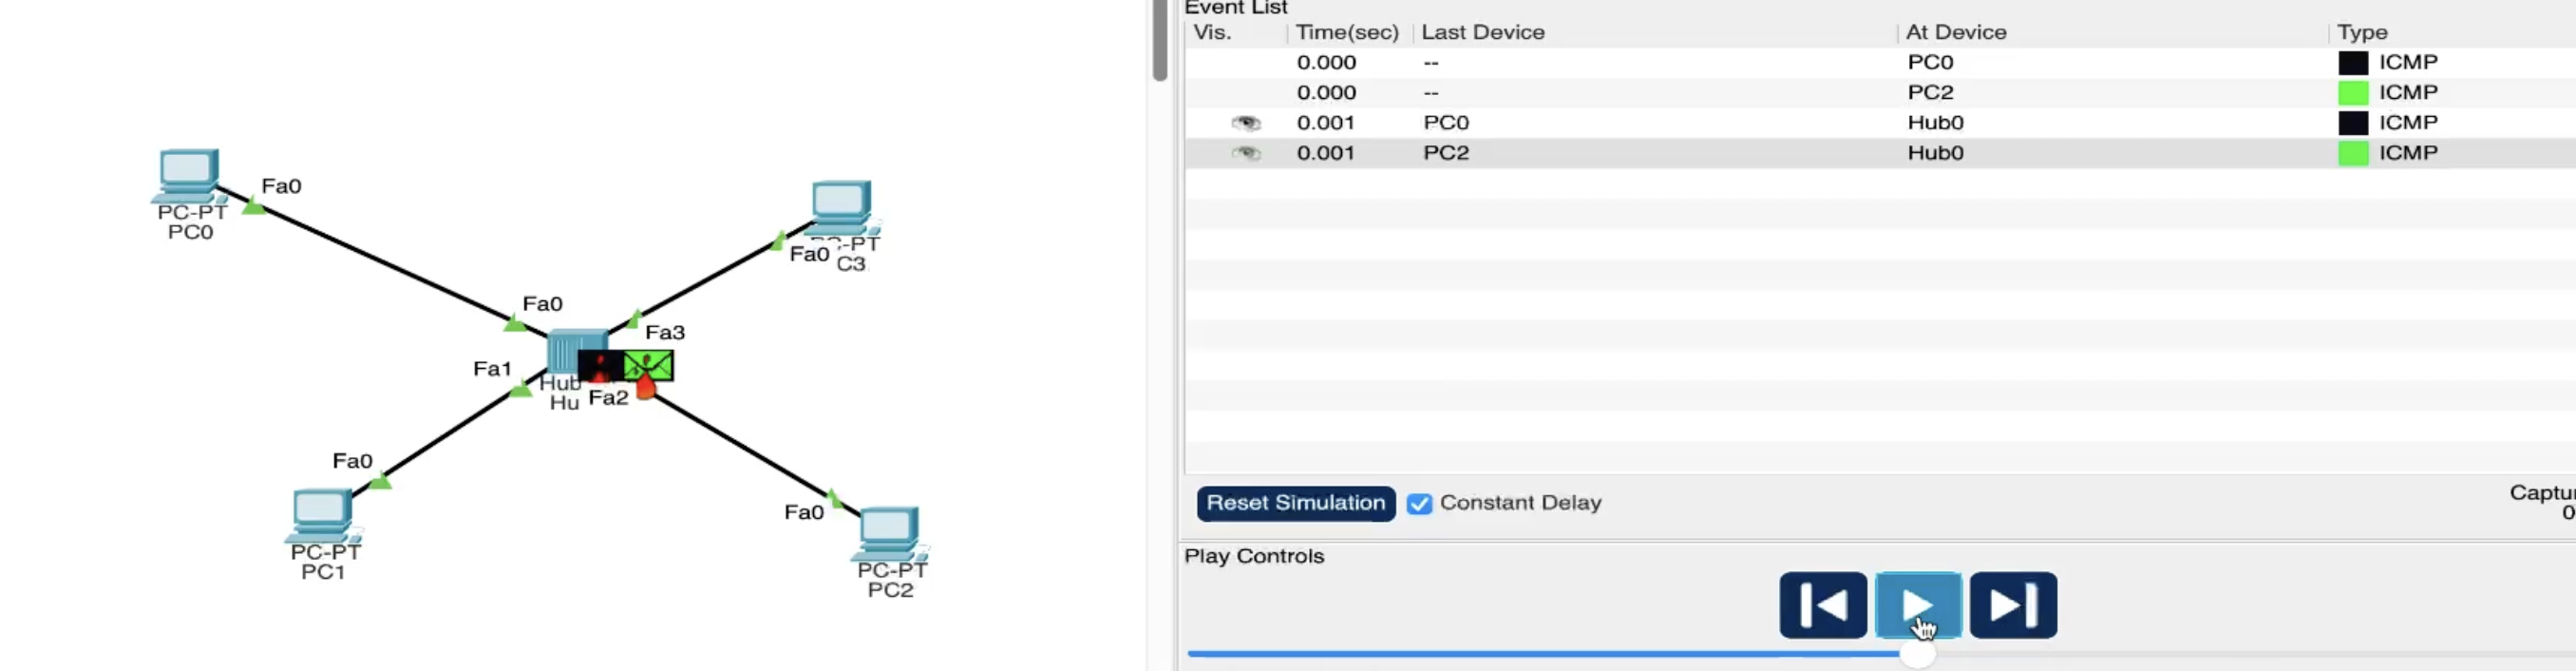 Fa0
PC-PT
PC0
Fa0
Fa0
-PT
C3
Fa3
Fa1
Hub
Hu
Fa2
Fa0
PC-PT
PC1
Fa0
PC-PT
PC2
Event List
Vis. Time(sec) Last Device At Device Type
0.000 -- PC0 ICMP
0.000 -- PC2 ICMP
0.001 PC0 Hub0 ICMP
0.001 PC2 Hub0 ICMP
Reset Simulation Constant Delay
Captu
0
Play Controls